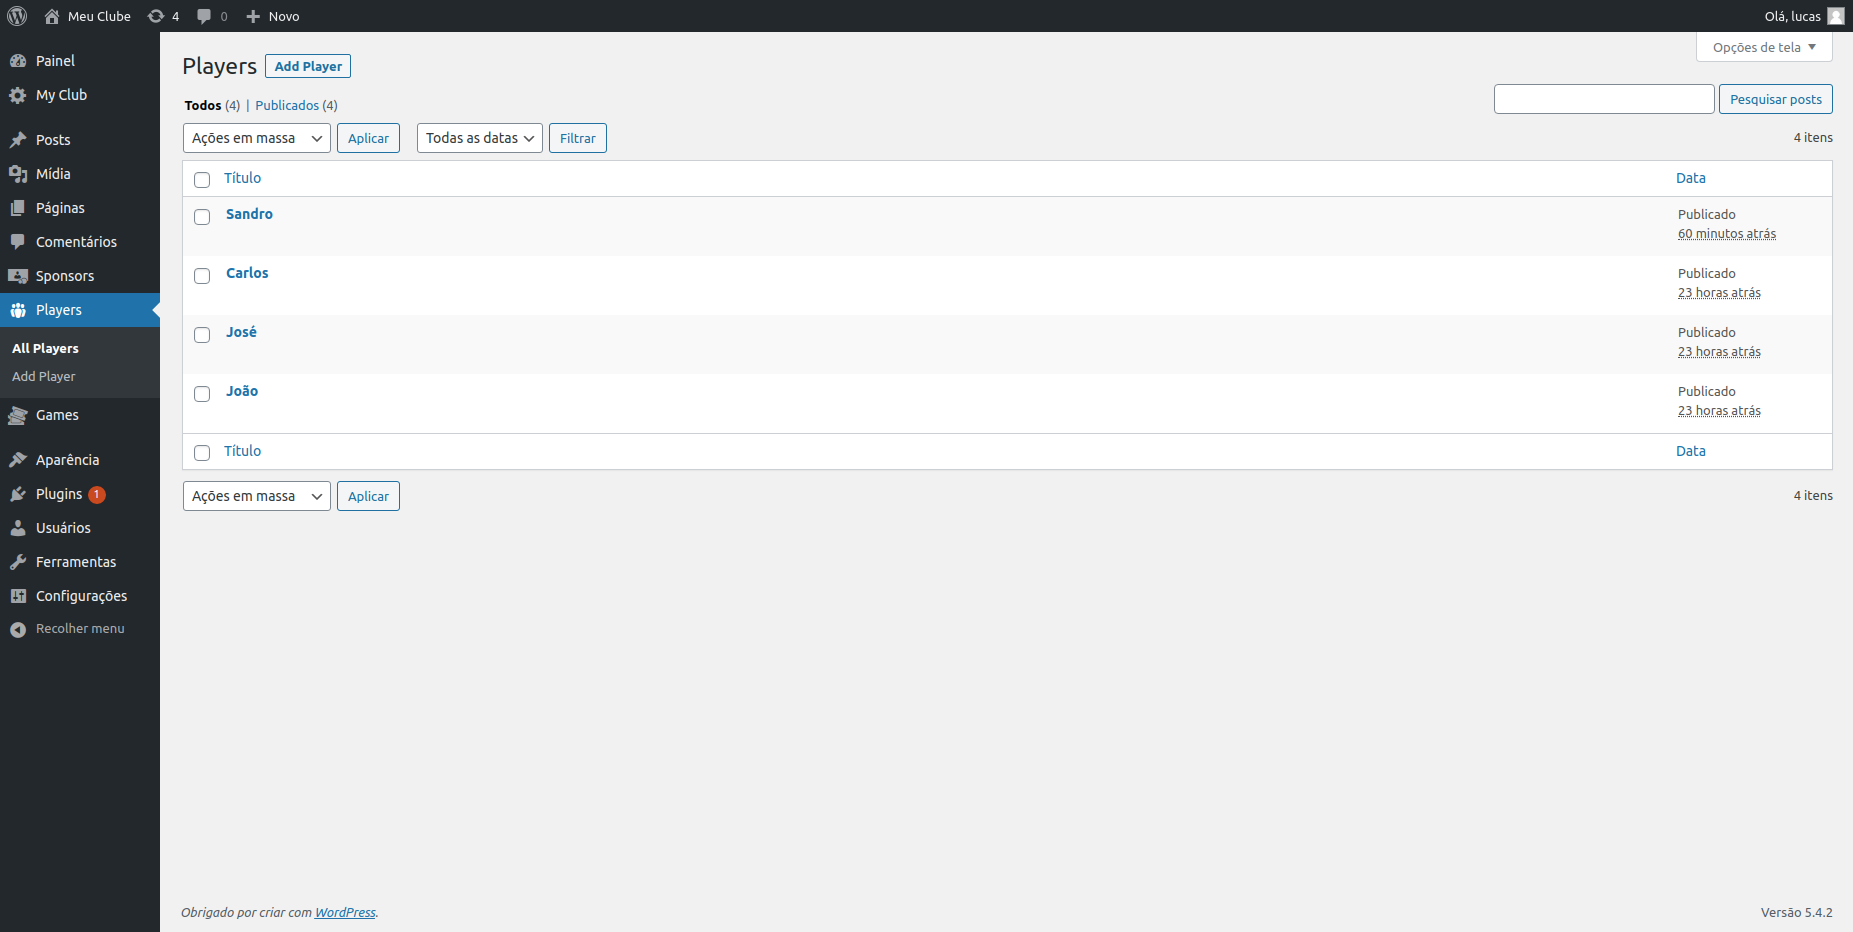 Meu Clube 4 0 Novo Olá, lucas
Painel
My Club
Posts
Mídia
Páginas
Comentários
Sponsors
Players
All Players
Add Player
Games
Aparência
Plugins 1
Usuários
Ferramentas
Configurações
Recolher menu
Opções de tela
Players Add Player
Todos (4) | Publicados (4)
Pesquisar posts
Ações em massa Aplicar Todas as datas Filtrar 4 itens
Título Data
Sandro Publicado
60 minutos atrás
Carlos Publicado
23 horas atrás
José Publicado
23 horas atrás
João Publicado
23 horas atrás
Título Data
Ações em massa Aplicar 4 itens
Obrigado por criar com WordPress. Versão 5.4.2